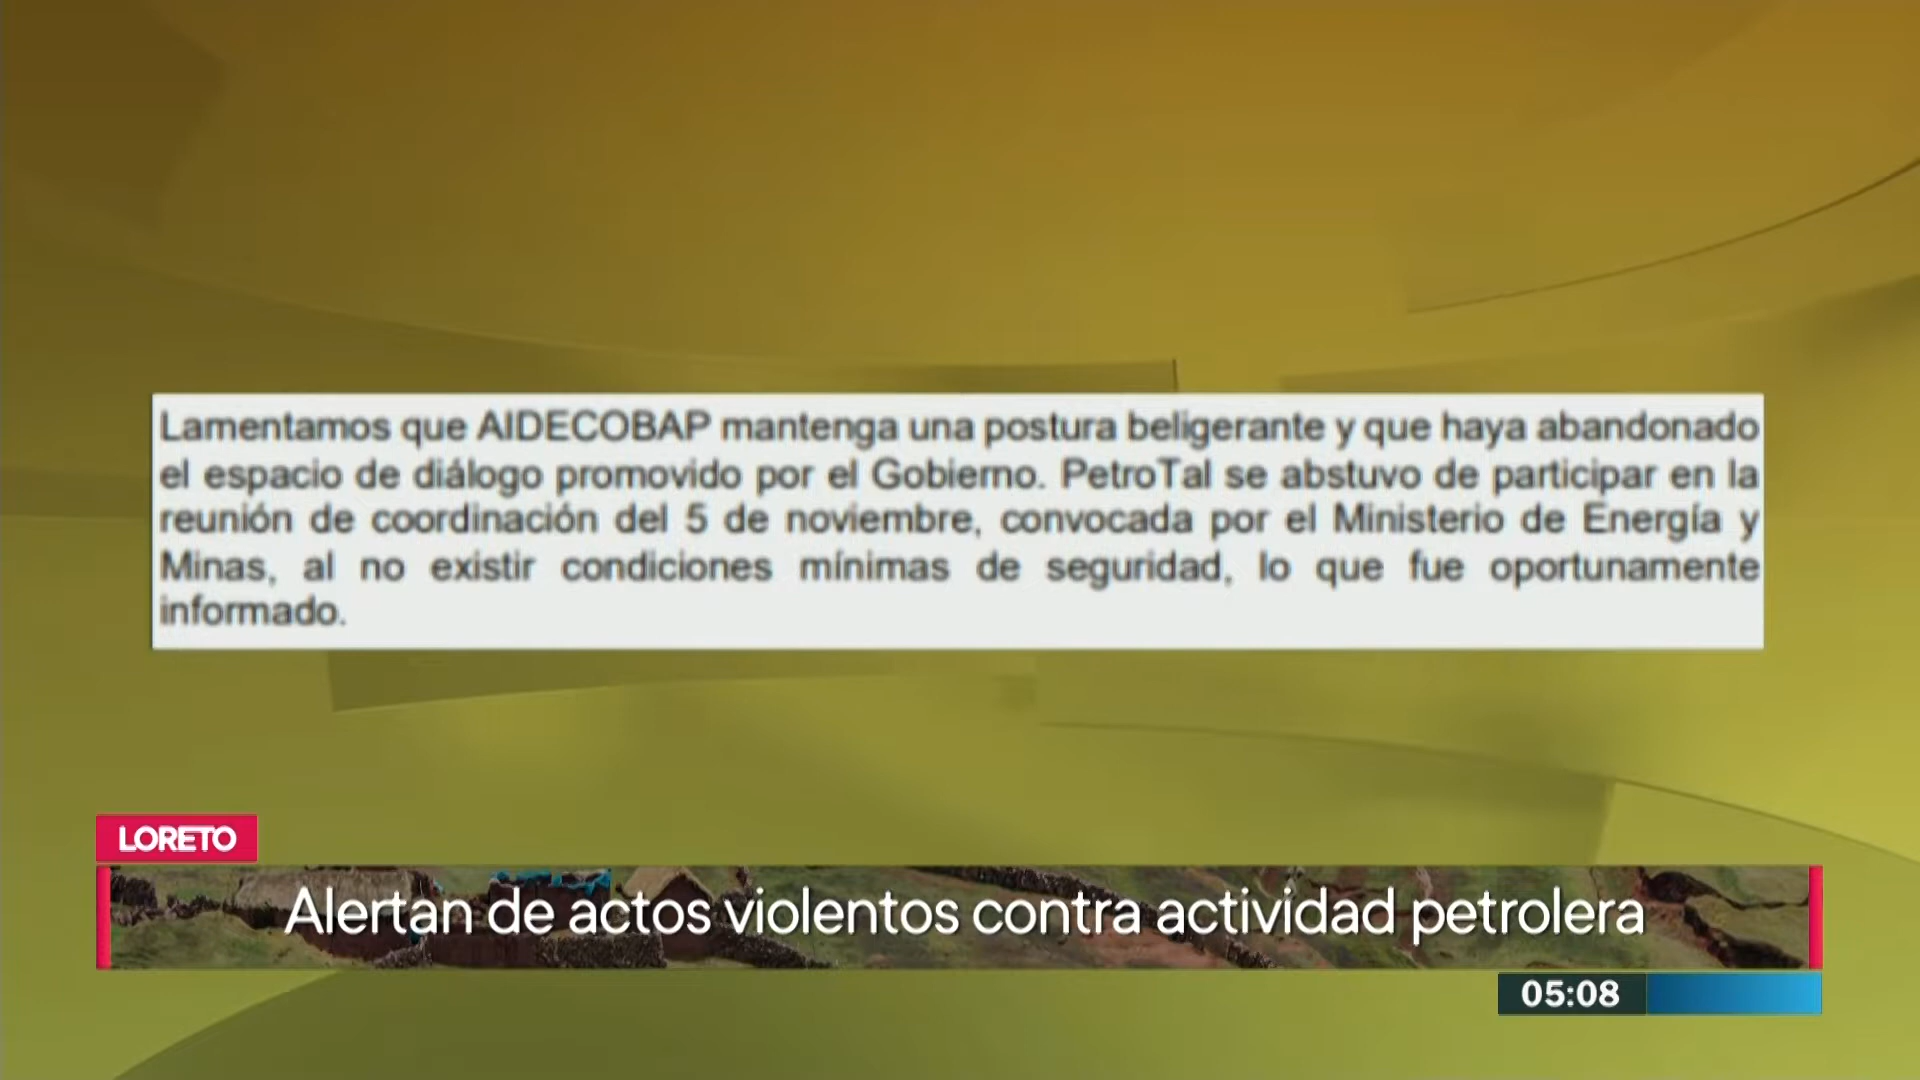 Lamentamos que AIDECOBAP mantenga una postura beligerante y que haya abandonado
el espacio de diálogo promovido por el Gobierno. PetroTal se abstuvo de participar en la
reunión de coordinación del 5 de noviembre, convocada por el Ministerio de Energía y
Minas, al no existir condiciones mínimas de seguridad, lo que fue oportunamente
informado.
LORETO
Alertan de actos violentos contra actividad petrolera
05:08